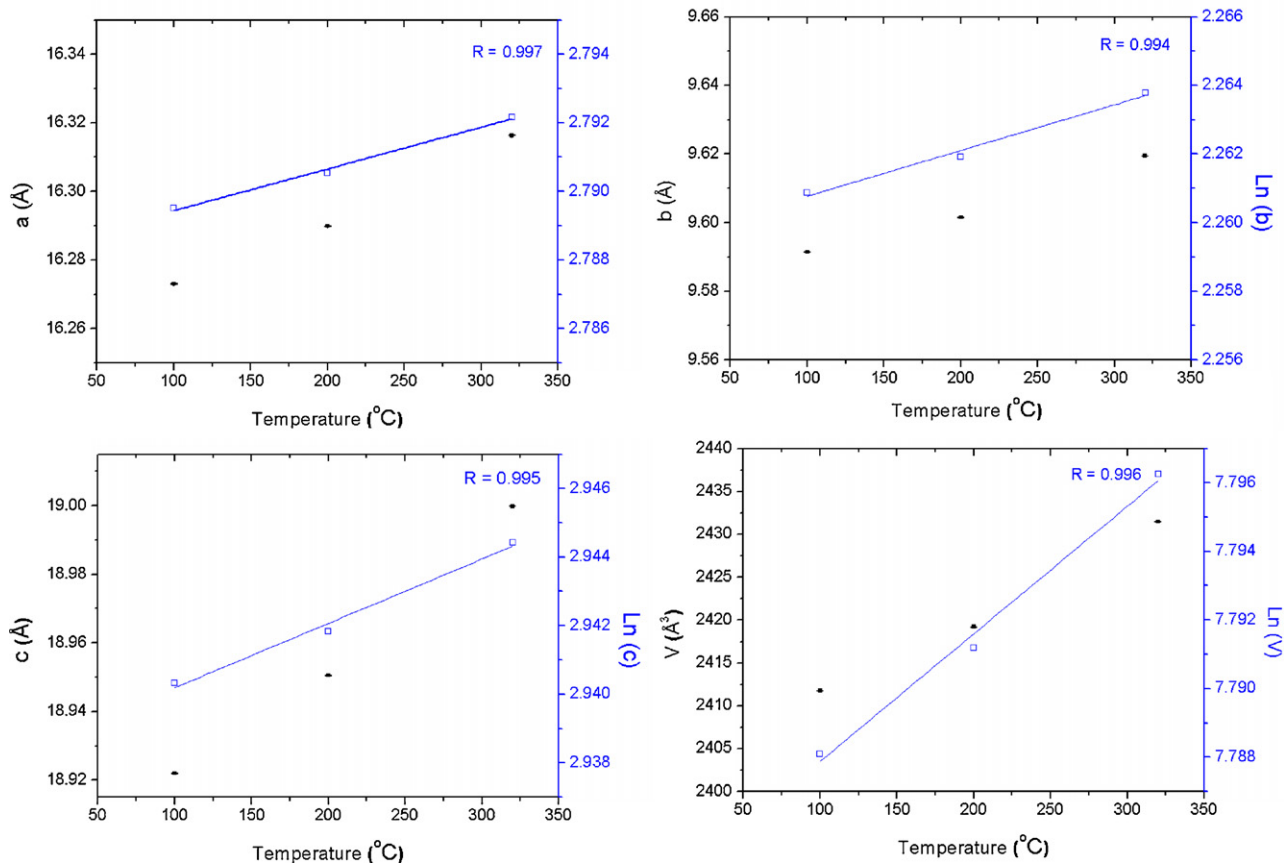 16.34
16.32
16.30
16.28
16.26
a (Å)
R = 0.997
2.794
2.792
2.790
2.788
2.786
50 100 150 200 250 300 350
Temperature (°C)
9.66
9.64
9.62
9.60
9.58
9.56
b (Å)
R = 0.994
2.266
2.264
2.262
2.260
2.258
2.256
Ln (b)
50 100 150 200 250 300 350
Temperature (°C)
19.00
18.98
18.96
18.94
18.92
c (Å)
R = 0.995
2.946
2.944
2.942
2.940
2.938
Ln (c)
50 100 150 200 250 300 350
Temperature (°C)
2440
2435
2430
2425
2420
2415
2410
2405
2400
V (Å³)
R = 0.996
7.796
7.794
7.792
7.790
7.788
Ln (V)
50 100 150 200 250 300 350
Temperature (°C)